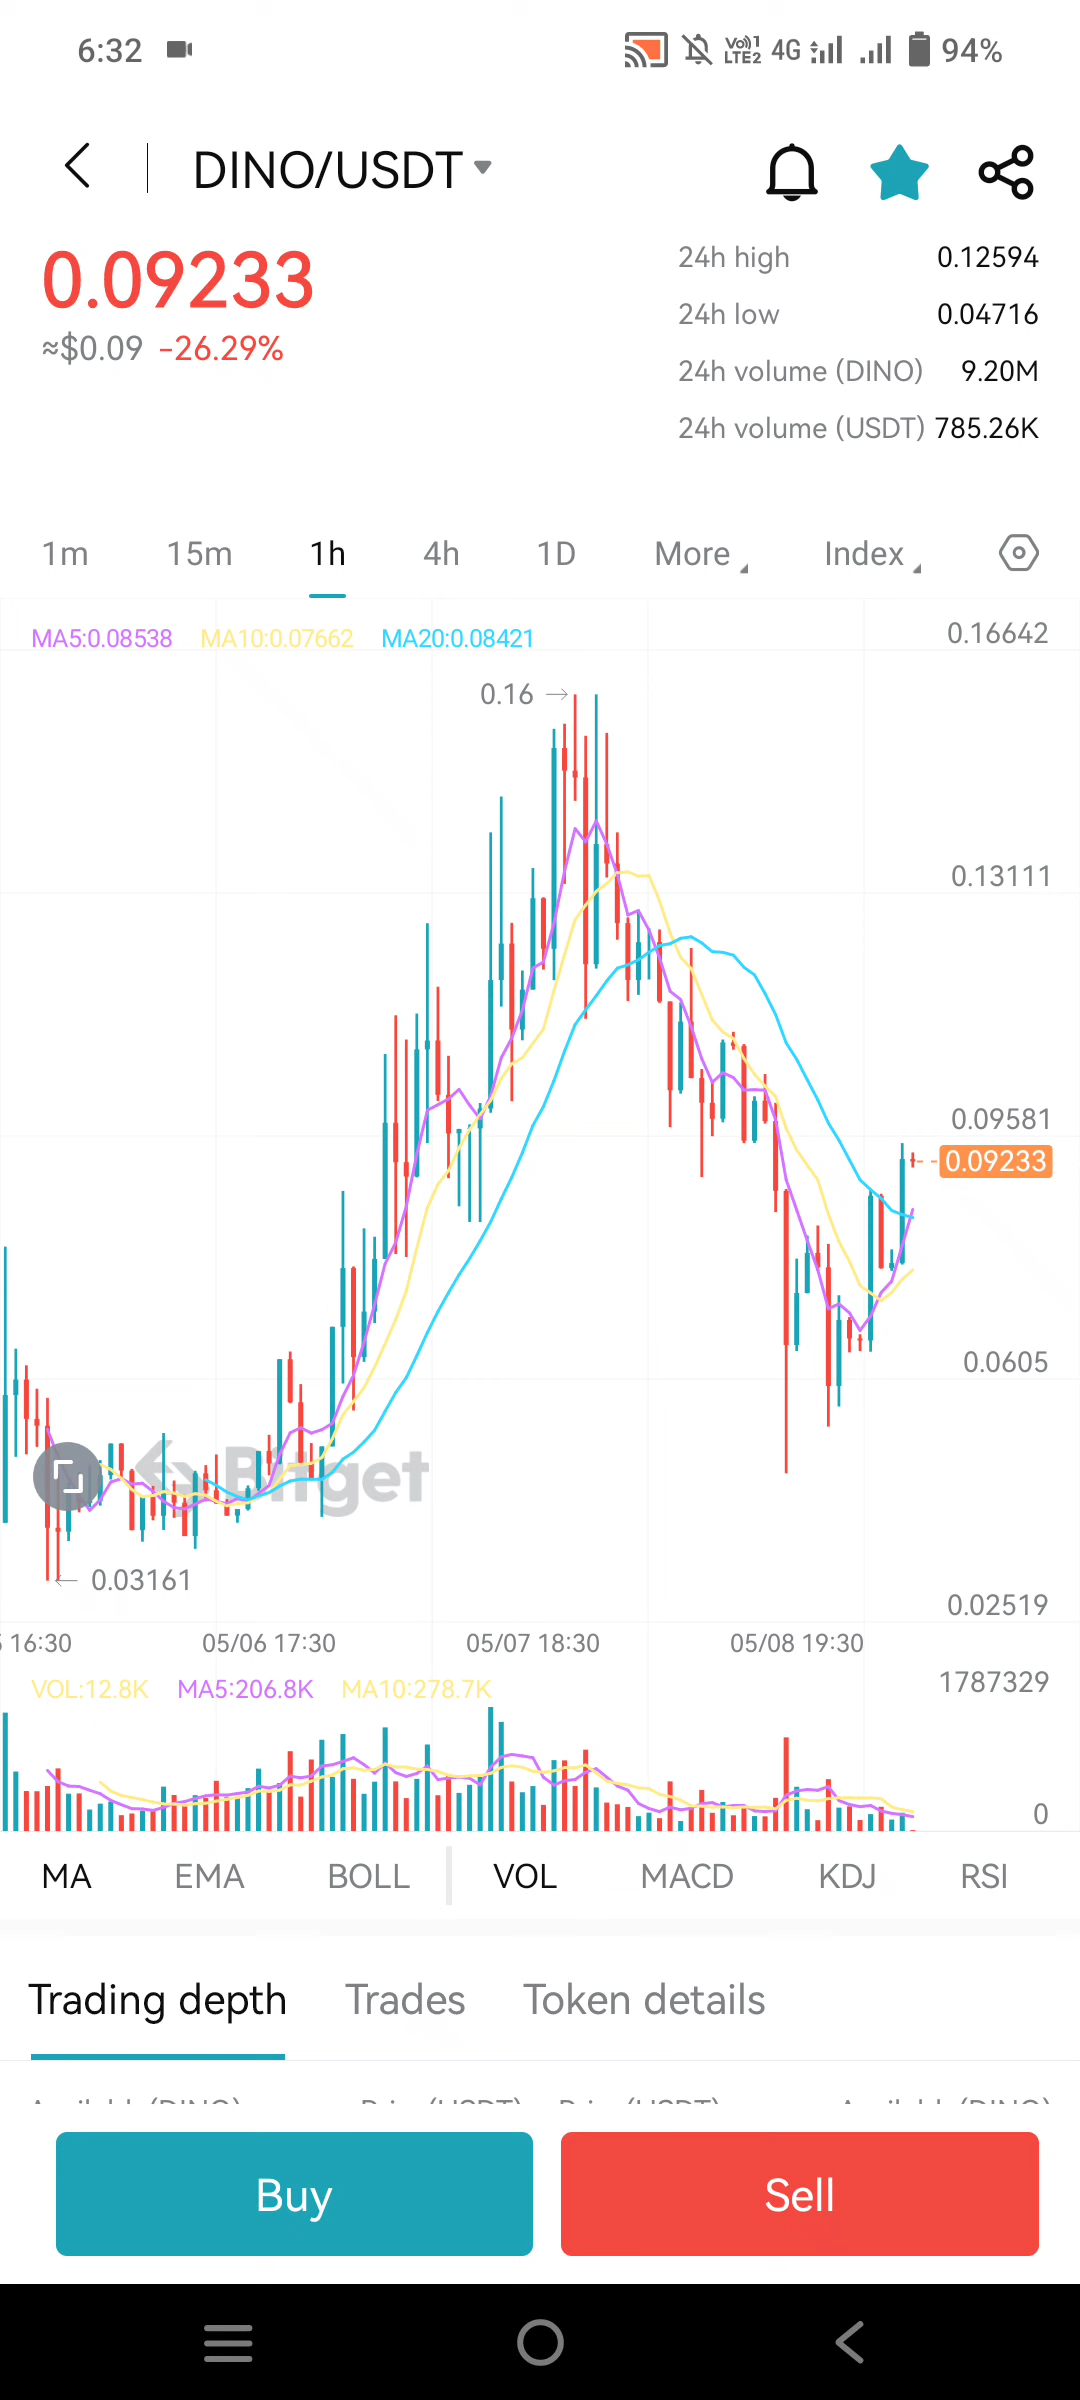 6:32 Vo)) 1 LTE2 4G 94%
DINO/USDT
0.09233
≈$0.09 -26.29%
24h high 0.12594
24h low 0.04716
24h volume (DINO) 9.20M
24h volume (USDT) 785.26K
1m 15m 1h 4h 1D More Index
MA5:0.08538 MA10:0.07662 MA20:0.08421
0.16642
0.16
0.13111
0.09581
0.09233
0.0605
Bitget
0.03161
0.02519
16:30 05/06 17:30 05/07 18:30 05/08 19:30
VOL:12.8K MA5:206.8K MA10:278.7K
1787329
0
MA EMA BOLL VOL MACD KDJ RSI
Trading depth Trades Token details
Buy Sell